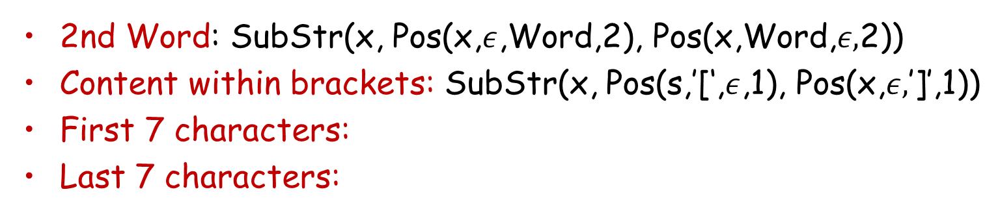 • 2nd Word: SubStr(x, Pos(x,ϵ,Word,2), Pos(x,Word,ϵ,2))
• Content within brackets: SubStr(x, Pos(s,’[‘,ϵ,1), Pos(x,ϵ,’]’,1))
• First 7 characters:
• Last 7 characters: